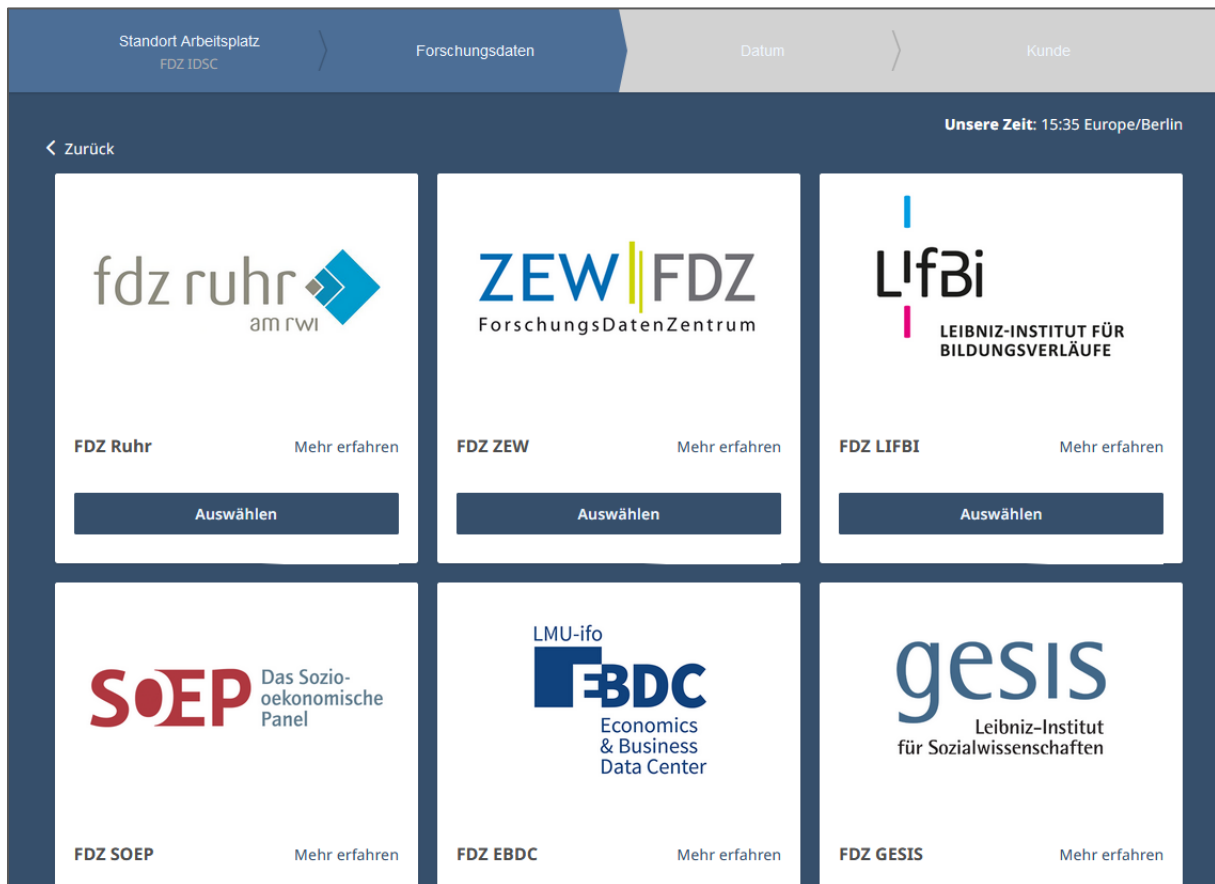 Standort Arbeitsplatz
FDZ IDSC
Forschungsdaten
Datum
Kunde
Unsere Zeit: 15:35 Europe/Berlin
Zurück
fdz ruhr
am rwi
ZEW FDZ
ForschungsDatenZentrum
LIfBi
LEIBNIZ-INSTITUT FÜR
BILDUNGSVERLÄUFE
FDZ Ruhr Mehr erfahren
FDZ ZEW Mehr erfahren
FDZ LIFBI Mehr erfahren
Auswählen
Auswählen
Auswählen
SOEP
Das Sozio-
oekonomische
Panel
LMU-ifo
EBDC
Economics
& Business
Data Center
gesis
Leibniz-Institut
für Sozialwissenschaften
FDZ SOEP Mehr erfahren
FDZ EBDC Mehr erfahren
FDZ GESIS Mehr erfahren